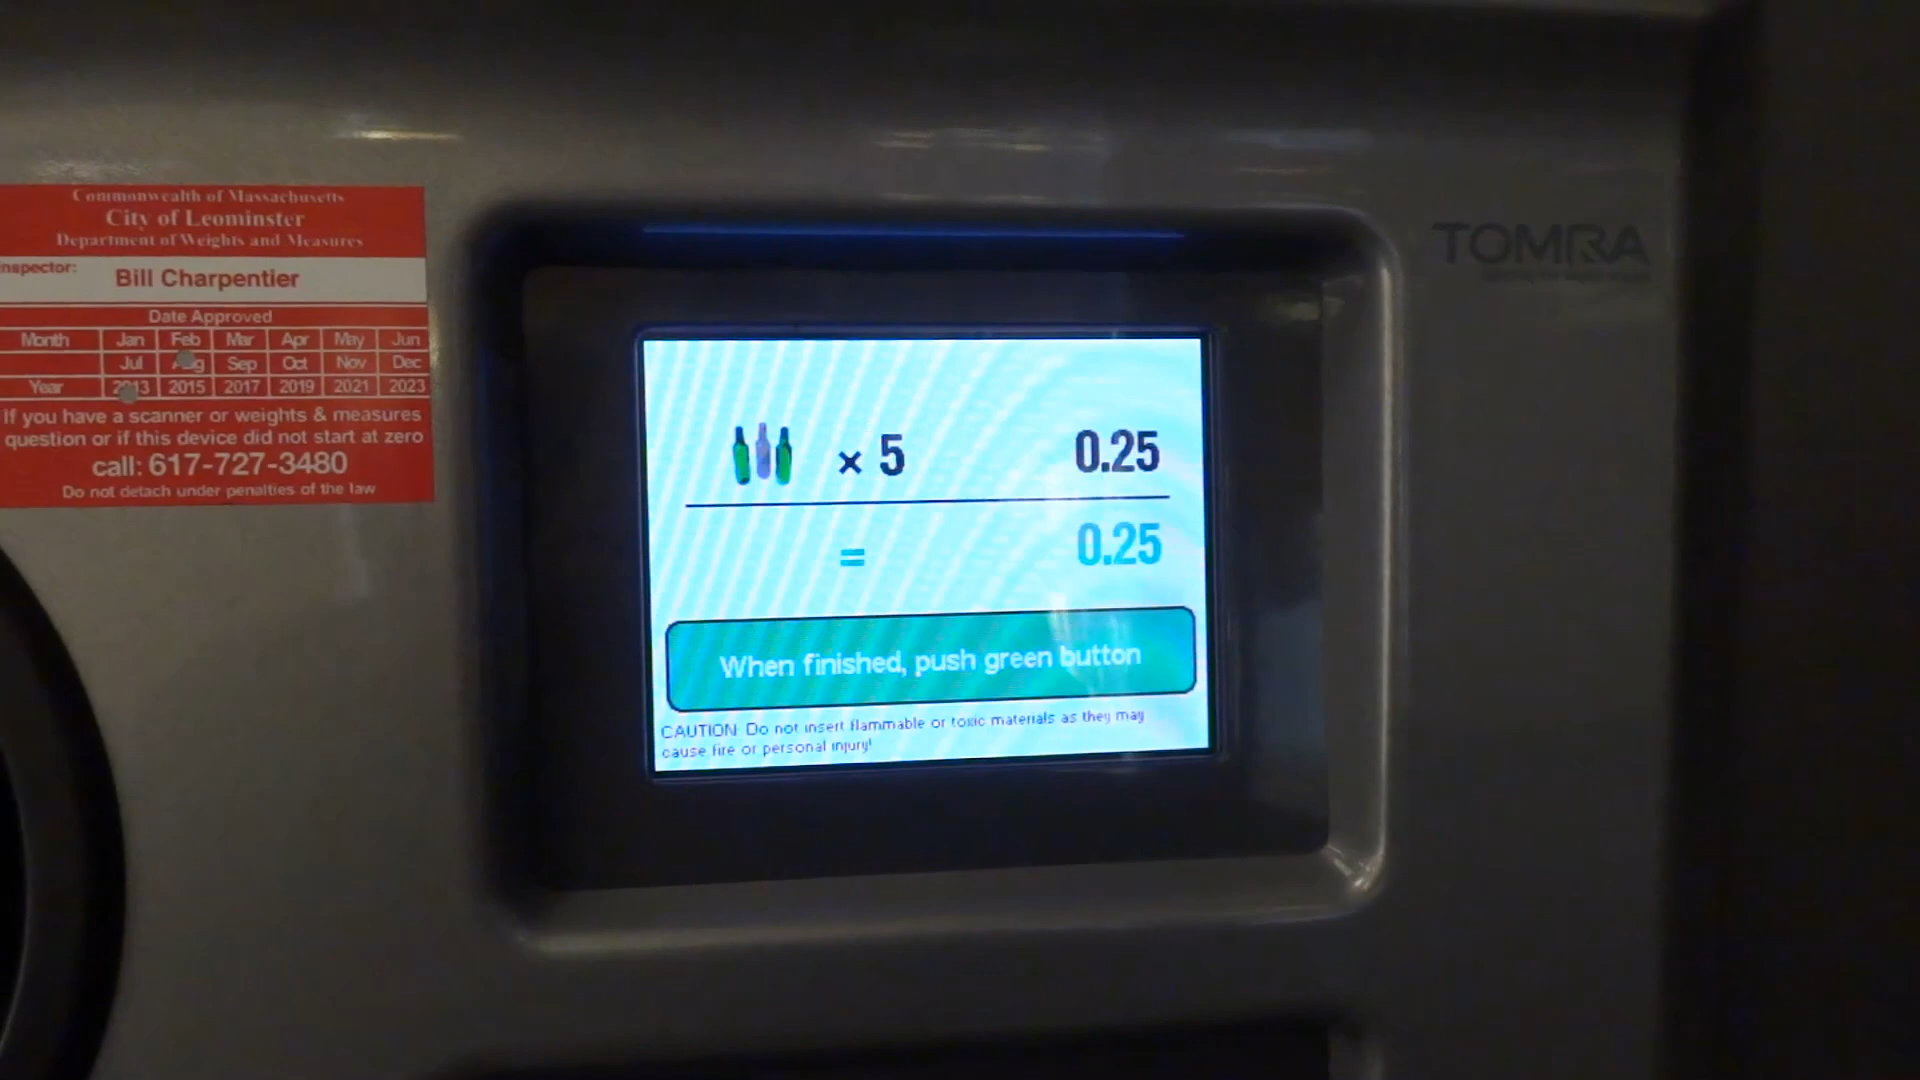 Commonwealth of Massachusetts
City of Leominster
Department of Weights and Measures
nspector:
Bill Charpentier
Date Approved
Month Jan Feb Mar Apr May Jun
Jul Aug Sep Oct Nov Dec
Year 2013 2015 2017 2019 2021 2023
If you have a scanner or weights & measures
question or if this device did not start at zero
call: 617-727-3480
Do not detach under penalties of the law
TOMRA
× 5 0.25
= 0.25
When finished, push green button
CAUTION: Do not insert flammable or toxic materials as they may
cause fire or personal injury!